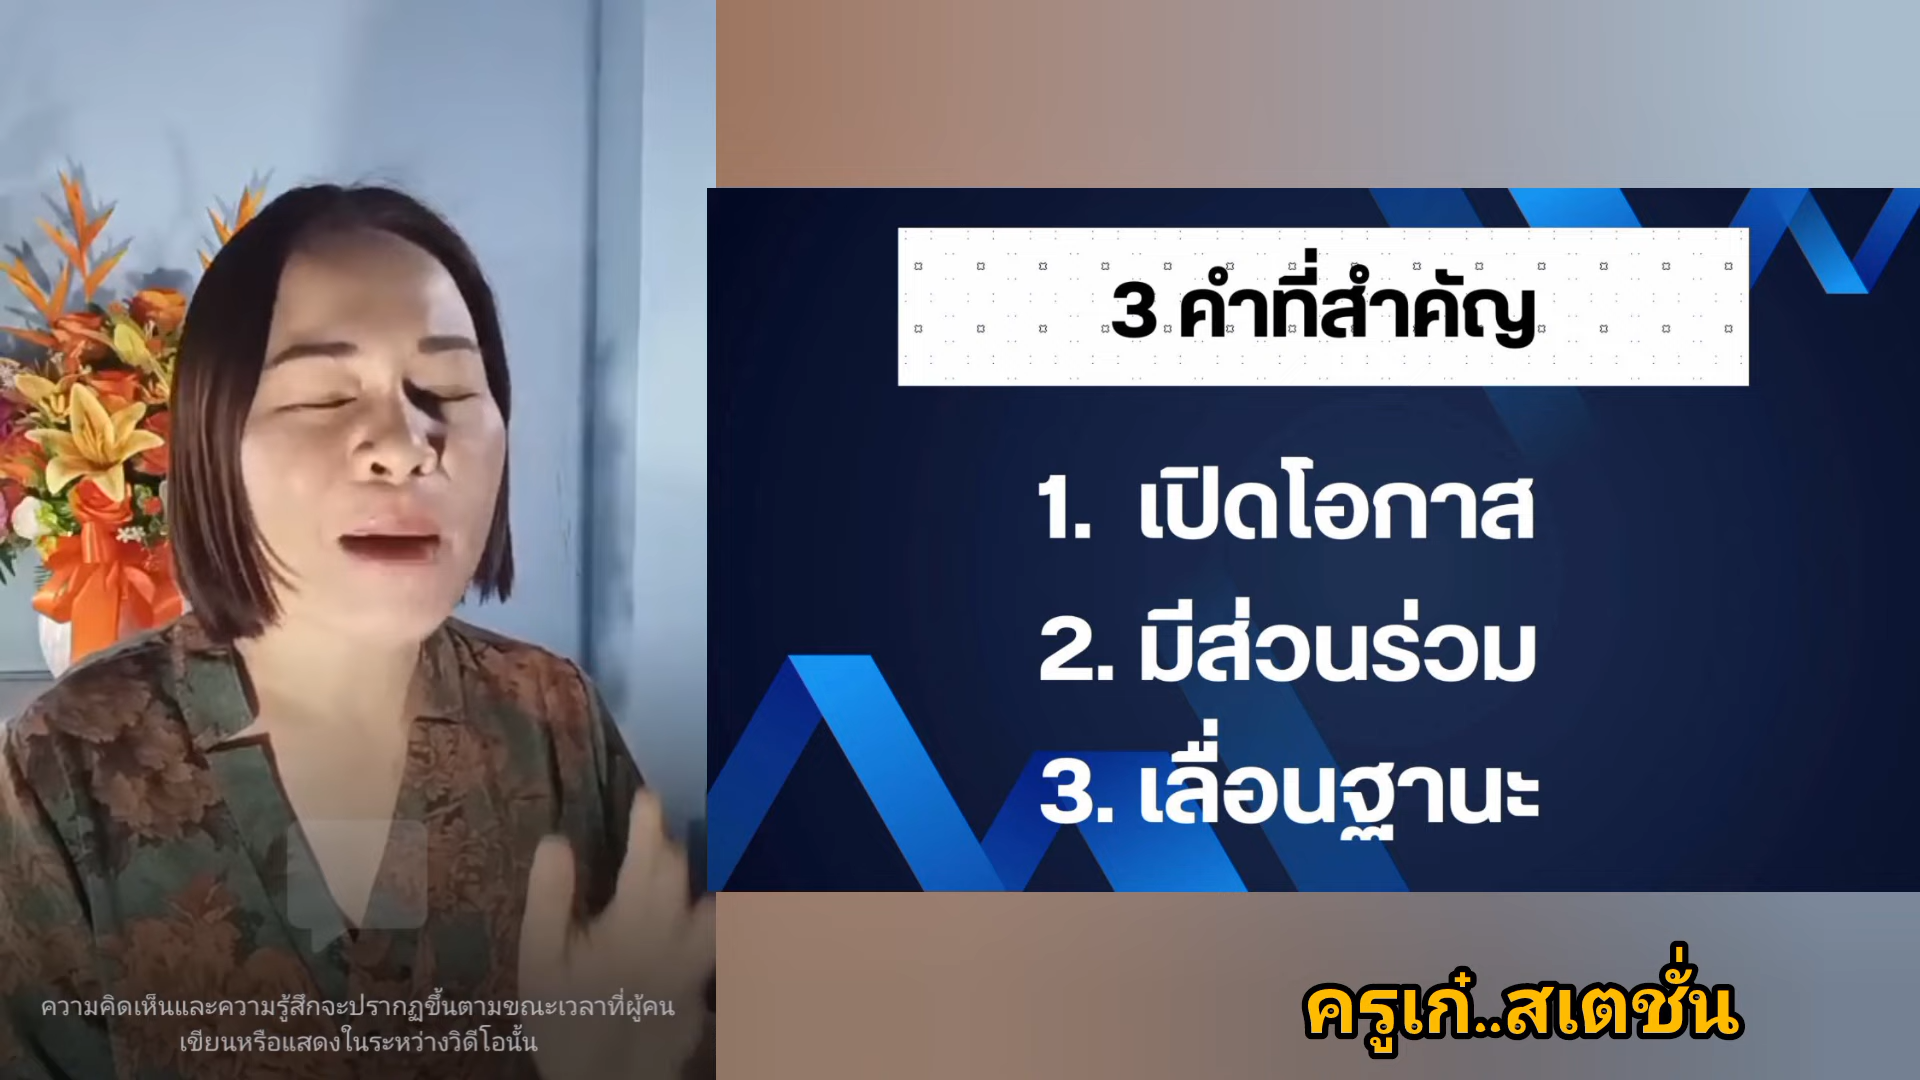 3 คำที่สำคัญ
1. เปิดโอกาส
2. มีส่วนร่วม
3. เลื่อนฐานะ
ความคิดเห็นและความรู้สึกจะปรากฏขึ้นตามขณะเวลาที่ผู้คน
เขียนหรือแสดงในระหว่างวิดีโอนั้น
ครูเก๋..สเตชั่น